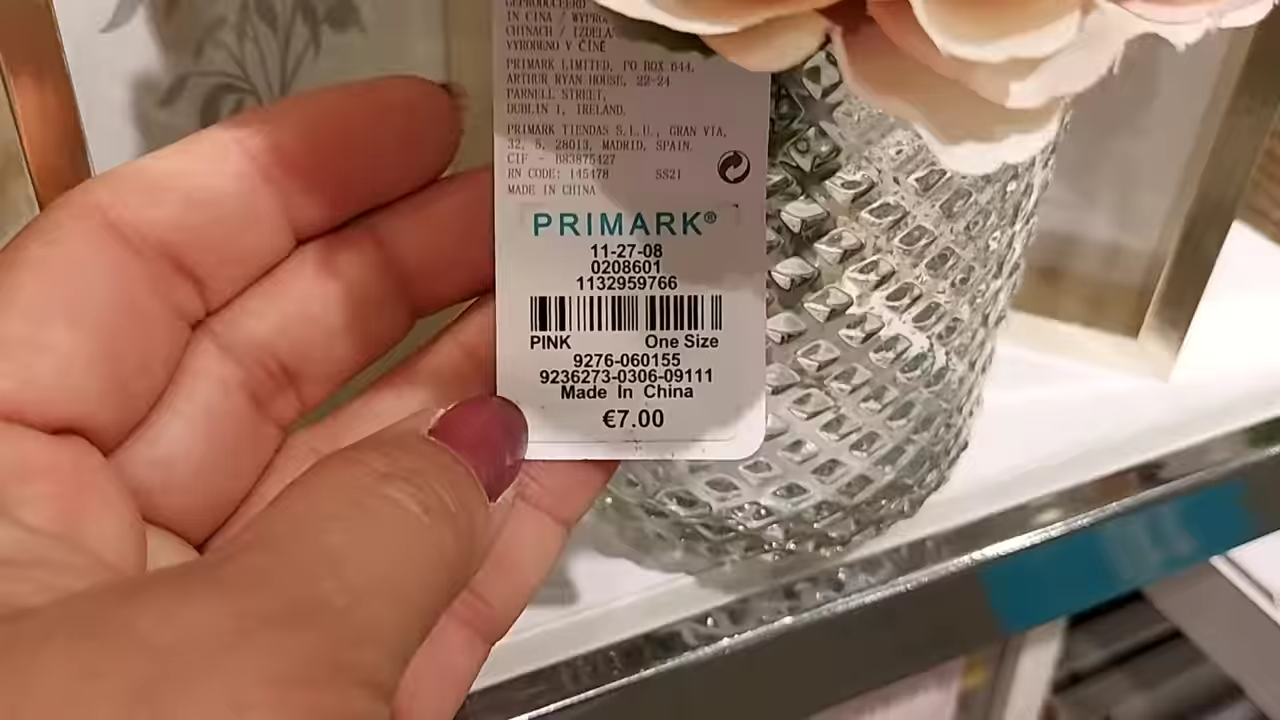 GEPRODUCEERD
IN CINA / WYPRO
CHINACH / IZDELA
VYROBENO V ČÍNĚ
PRIMARK LIMITED, PO BOX 644,
ARTHUR RYAN HOUSE, 22-24
PARNELL STREET,
DUBLIN 1, IRELAND.
PRIMARK TIENDAS S.L.U., GRAN VIA,
32, 5, 28013, MADRID, SPAIN.
CIF - B83875427
RN CODE: 145478 SS21
MADE IN CHINA
PRIMARK®
11-27-08
0208601
1132959766
PINK One Size
9276-060155
9236273-0306-09111
Made In China
€7.00